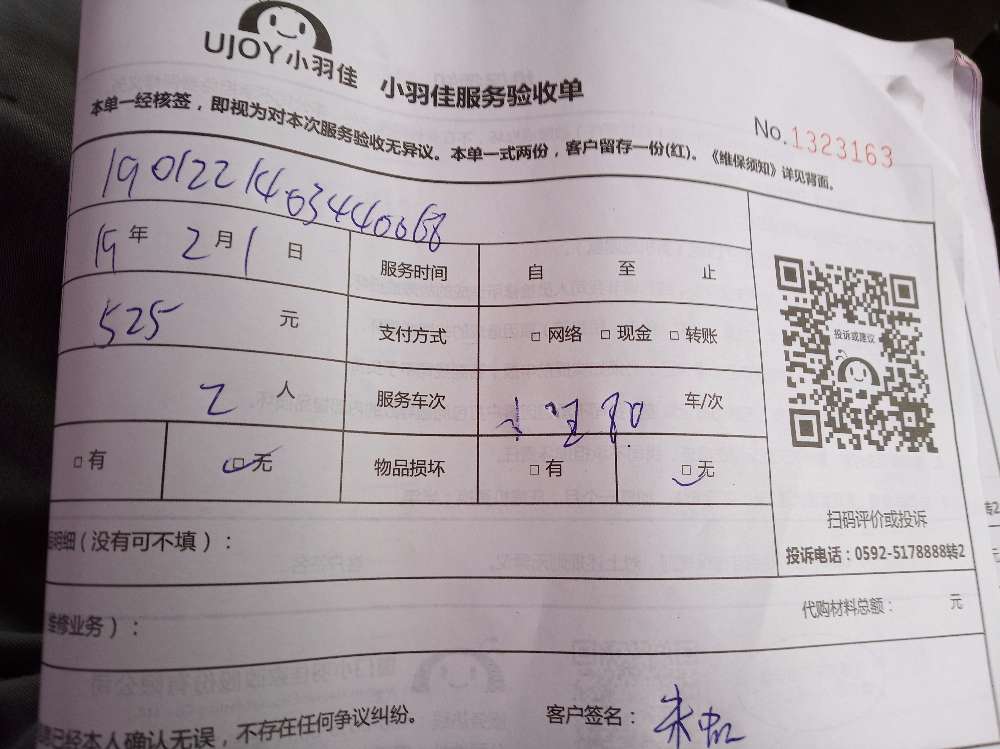 UJOY小羽佳 小羽佳服务验收单
本单一经核签，即视为对本次服务验收无异议。本单一式两份，客户留存一份(红)。《维保须知》详见背面。
No.1323163
1901221403440068
19年 2月 1日 服务时间 自 至 止
525 元 支付方式 □ 网络 □ 现金 □ 转账
投诉或建议
2 人 服务车次 车/次
□ 有 □ 无 物品损坏 □ 有 □ 无
扫码评价或投诉
投诉电话：0592-5178888转2
明细(没有可不填)：
代购材料总额： 元
维修业务)：
已经本人确认无误，不存在任何争议纠纷。
客户签名：